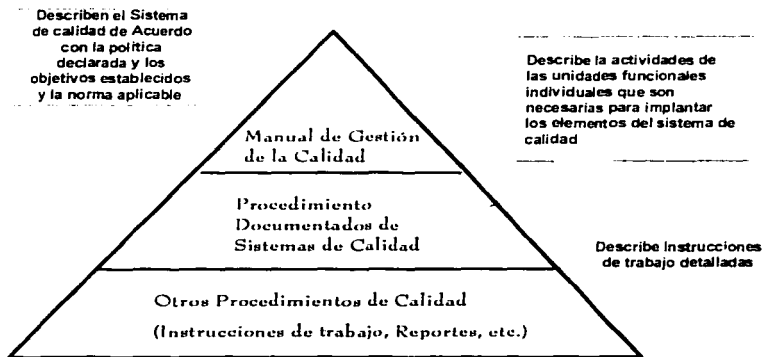 Describen el Sistema
de calidad de Acuerdo
con la política
declarada y los
objetivos establecidos
y la norma aplicable
Describe la actividades de
las unidades funcionales
individuales que son
necesarias para implantar
los elementos del sistema de
calidad
Manual de Gestión
de la Calidad
Procedimiento
Documentados de
Sistemas de Calidad
Describe Instrucciones
de trabajo detalladas
Otros Procedimientos de Calidad
(Instrucciones de trabajo, Reportes, etc.)